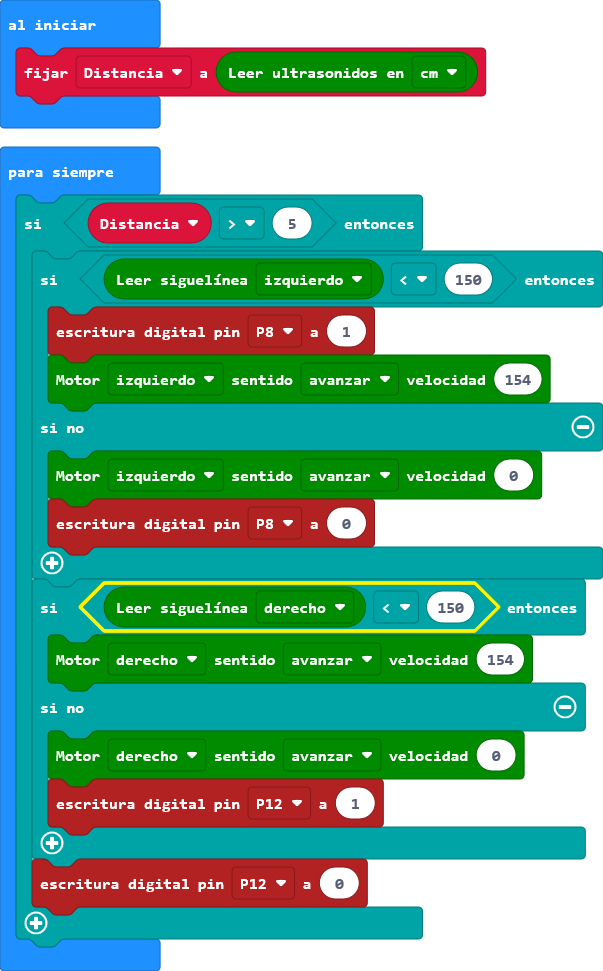 al iniciar
fijar Distancia a Leer ultrasonidos en cm
para siempre
si Distancia > 5 entonces
si Leer siguelínea izquierdo < 150 entonces
escritura digital pin P8 a 1
Motor izquierdo sentido avanzar velocidad 154
si no
Motor izquierdo sentido avanzar velocidad 0
escritura digital pin P8 a 0
si Leer siguelínea derecho < 150 entonces
Motor derecho sentido avanzar velocidad 154
si no
Motor derecho sentido avanzar velocidad 0
escritura digital pin P12 a 1
escritura digital pin P12 a 0